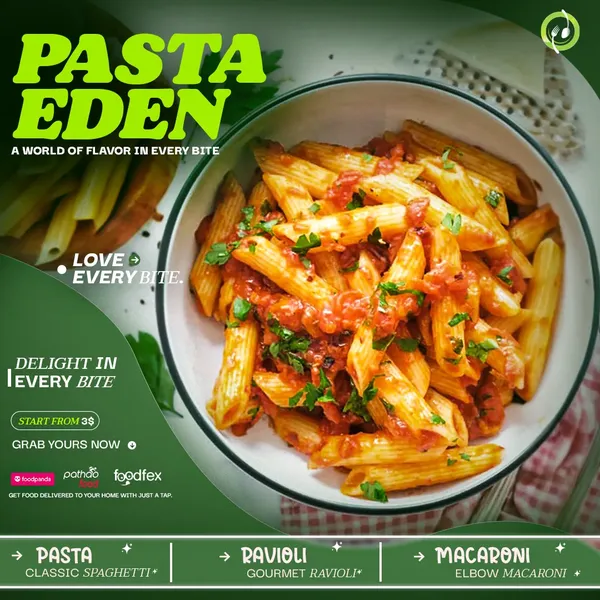 PASTA
EDEN
A WORLD OF FLAVOR IN EVERY BITE
LOVE
EVERY BITE.
DELIGHT IN
EVERY BITE
START FROM 3$
GRAB YOURS NOW
foodpanda
pathao
food
foodfex
GET FOOD DELIVERED TO YOUR HOME WITH JUST A TAP.
PASTA
CLASSIC SPAGHETTI
RAVIOLI
GOURMET RAVIOLI
MACARONI
ELBOW MACARONI